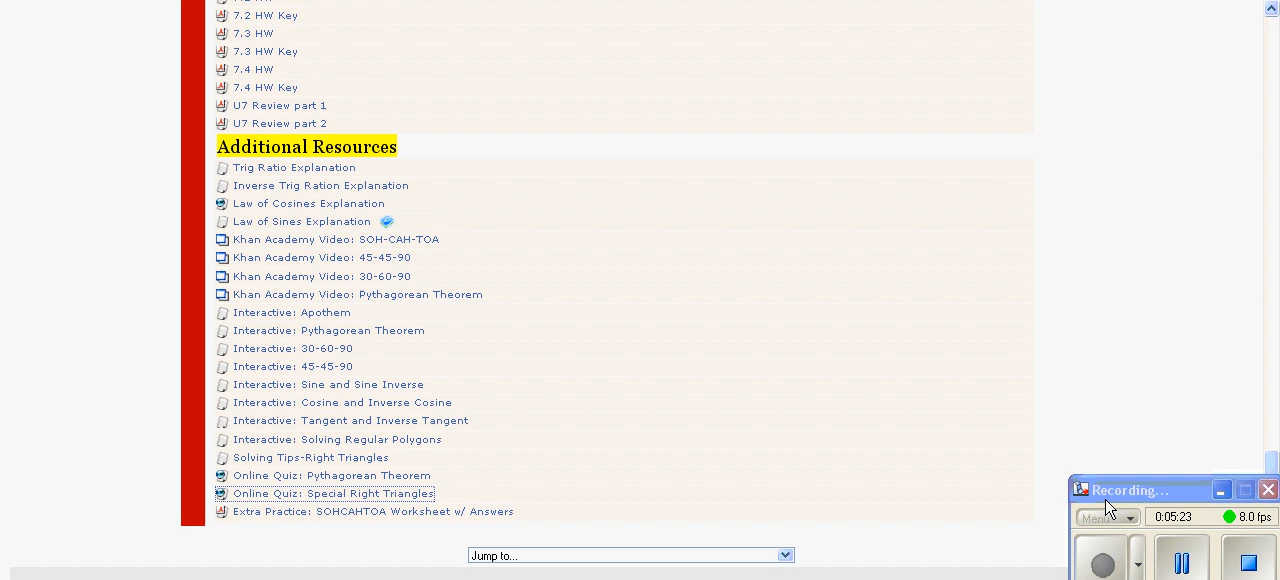 7.2 HW Key
7.3 HW
7.3 HW Key
7.4 HW
7.4 HW Key
U7 Review part 1
U7 Review part 2
Additional Resources
Trig Ratio Explanation
Inverse Trig Ration Explanation
Law of Cosines Explanation
Law of Sines Explanation
Khan Academy Video: SOH-CAH-TOA
Khan Academy Video: 45-45-90
Khan Academy Video: 30-60-90
Khan Academy Video: Pythagorean Theorem
Interactive: Apothem
Interactive: Pythagorean Theorem
Interactive: 30-60-90
Interactive: 45-45-90
Interactive: Sine and Sine Inverse
Interactive: Cosine and Inverse Cosine
Interactive: Tangent and Inverse Tangent
Interactive: Solving Regular Polygons
Solving Tips-Right Triangles
Online Quiz: Pythagorean Theorem
Online Quiz: Special Right Triangles
Extra Practice: SOHCAHTOA Worksheet w/ Answers
Jump to...
Recording...
Menu
0:05:23
8.0 fps